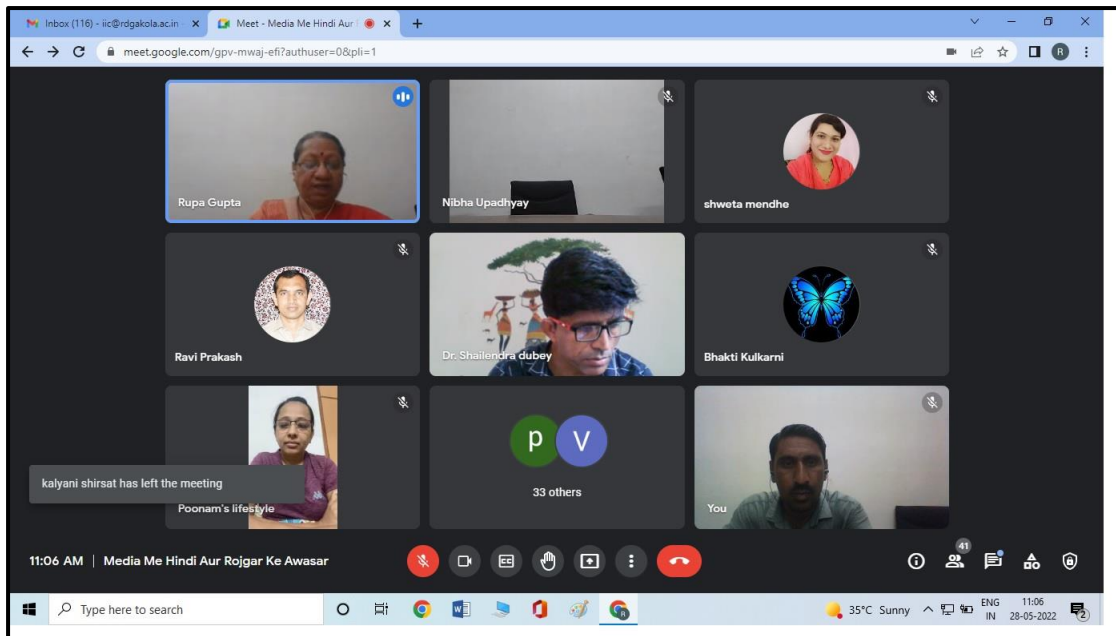 Inbox (116) - iic@rdgakola.ac.in
Meet - Media Me Hindi Aur
meet.google.com/gpv-mwaj-efi?authuser=0&pli=1
R
Rupa Gupta
Nibha Upadhyay
shweta mendhe
Ravi Prakash
Dr. Shailendra dubey
Bhakti Kulkarni
kalyani shirsat has left the meeting
Poonam's lifestyle
p V
33 others
You
11:06 AM | Media Me Hindi Aur Rojgar Ke Awasar
CC
41
Type here to search
35°C Sunny
ENG
IN
11:06
28-05-2022
2